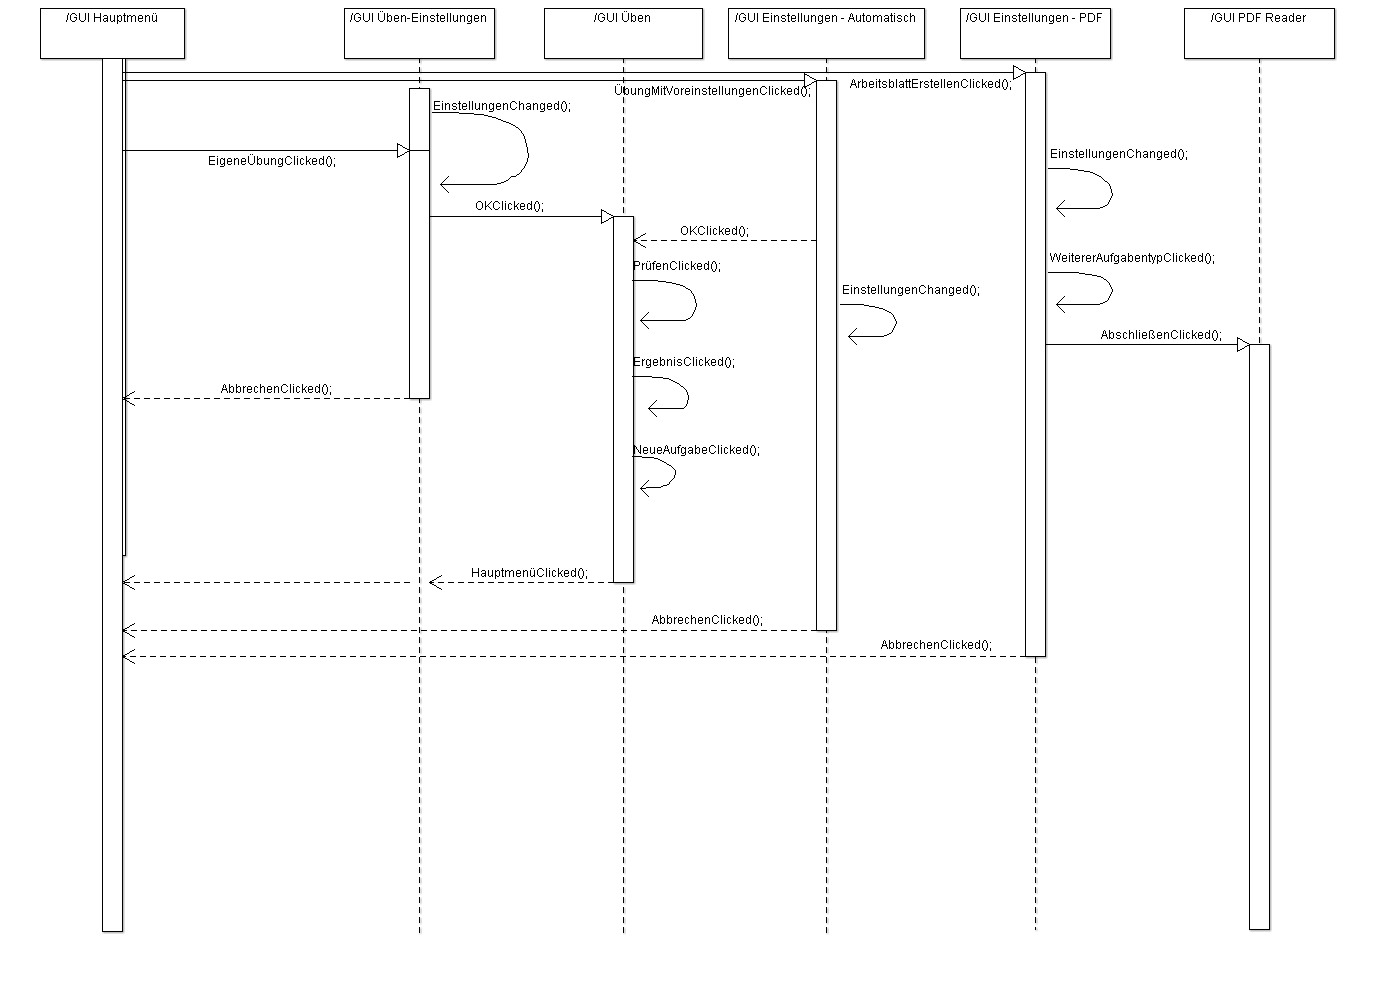 /GUI Hauptmenü
/GUI Üben-Einstellungen
/GUI Üben
/GUI Einstellungen - Automatisch
/GUI Einstellungen - PDF
/GUI PDF Reader
ArbeitsblattErstellenClicked();
ÜbungMitVoreinstellungenClicked();
EinstellungenChanged();
EinstellungenChanged();
EigeneÜbungClicked();
OKClicked();
OKClicked();
WeitererAufgabentypClicked();
PrüfenClicked();
EinstellungenChanged();
AbschließenClicked();
ErgebnisClicked();
AbbrechenClicked();
NeueAufgabeClicked();
HauptmenüClicked();
AbbrechenClicked();
AbbrechenClicked();